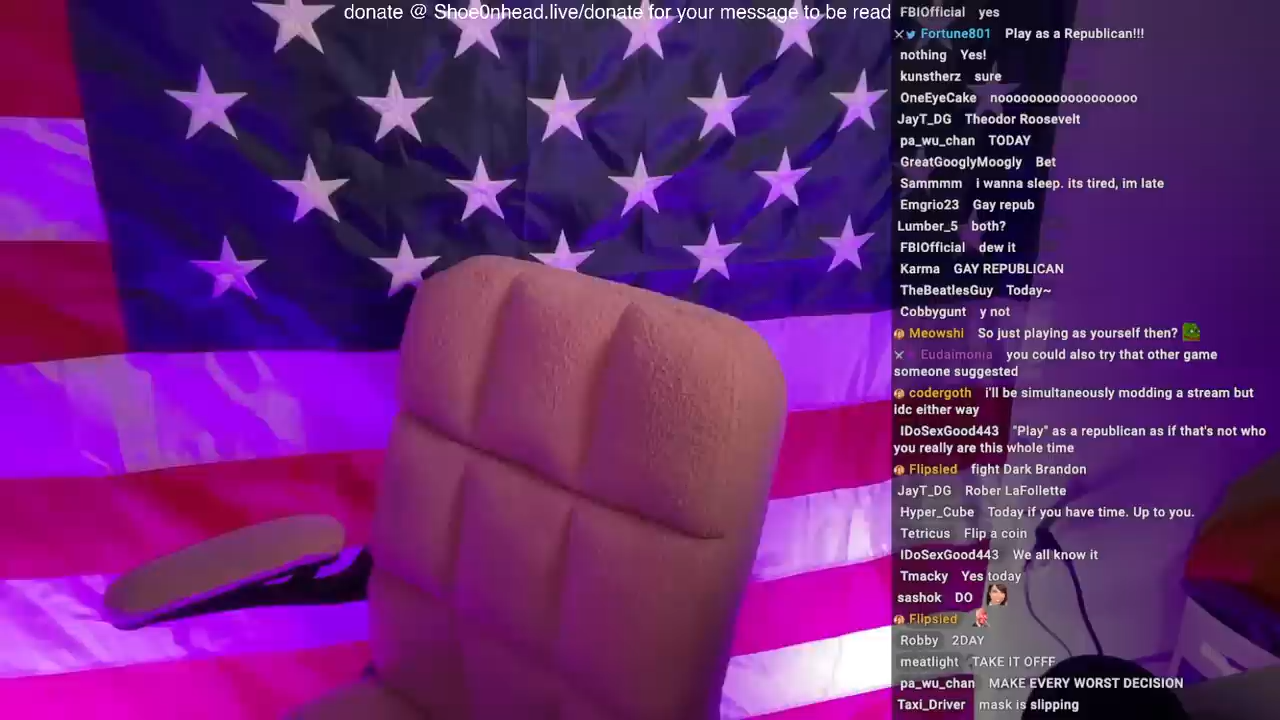 donate @ Shoe0nhead.live/donate for your message to be read
FBIOfficial yes
Fortune801 Play as a Republican!!!
nothing Yes!
kunstherz sure
OneEyeCake nooooooooooooooooo
JayT_DG Theodor Roosevelt
pa_wu_chan TODAY
GreatGooglyMoogly Bet
Sammmm i wanna sleep. its tired, im late
Emgrio23 Gay repub
Lumber_5 both?
FBIOfficial dew it
Karma GAY REPUBLICAN
TheBeatlesGuy Today~
Cobbygunt y not
Meowshi So just playing as yourself then?
Eudaimonia you could also try that other game
someone suggested
codergoth i'll be simultaneously modding a stream but
idc either way
IDoSexGood443 "Play" as a republican as if that's not who
you really are this whole time
Flipsled fight Dark Brandon
JayT_DG Rober LaFollette
Hyper_Cube Today if you have time. Up to you.
Tetricus Flip a coin
IDoSexGood443 We all know it
Tmacky Yes today
sashok DO
Flipsled
Robby 2DAY
meatlight TAKE IT OFFF
pa_wu_chan MAKE EVERY WORST DECISION
Taxi_Driver mask is slipping